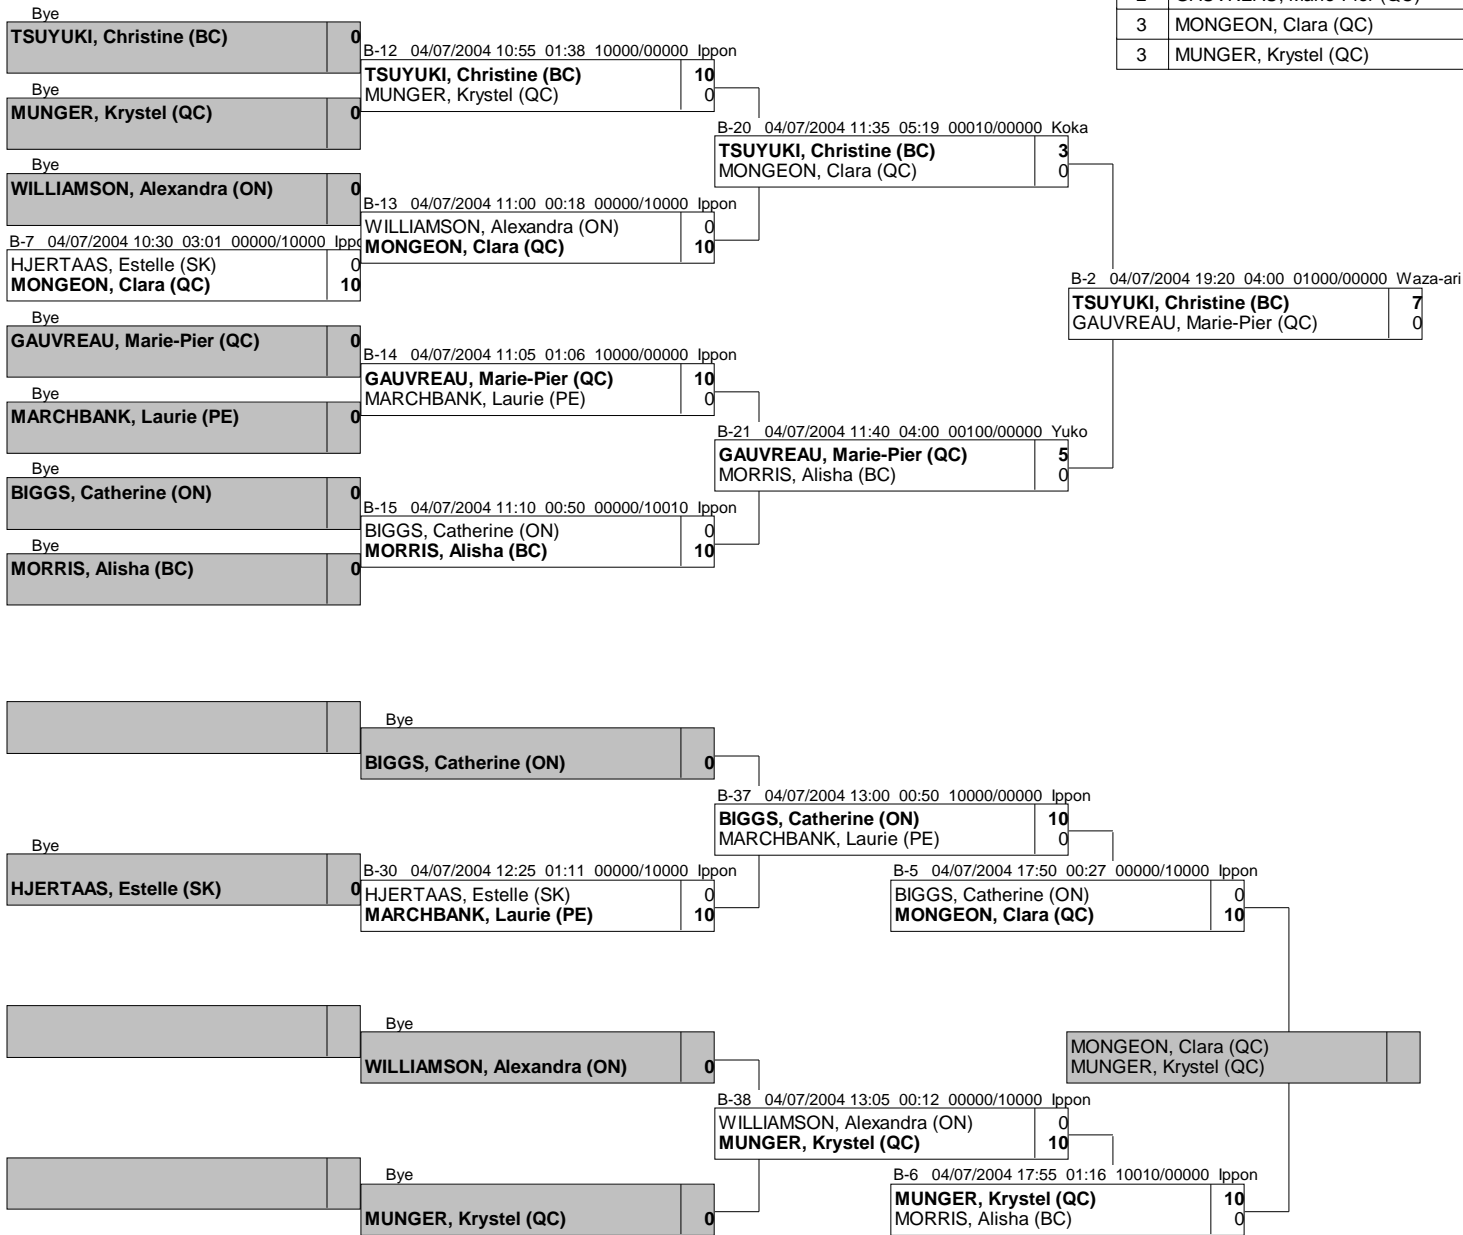 3 MONGEON, Clara (QC)
3 MUNGER, Krystel (QC)
Bye
TSUYUKI, Christine (BC) 0
Bye
MUNGER, Krystel (QC) 0
Bye
WILLIAMSON, Alexandra (ON) 0
B-7 04/07/2004 10:30 03:01 00000/10000 Ippo
HJERTAAS, Estelle (SK) 0
MONGEON, Clara (QC) 10
Bye
GAUVREAU, Marie-Pier (QC) 0
Bye
MARCHBANK, Laurie (PE) 0
Bye
BIGGS, Catherine (ON) 0
Bye
MORRIS, Alisha (BC) 0
B-12 04/07/2004 10:55 01:38 10000/00000 Ippon
TSUYUKI, Christine (BC) 10
MUNGER, Krystel (QC) 0
B-13 04/07/2004 11:00 00:18 00000/10000 Ippon
WILLIAMSON, Alexandra (ON) 0
MONGEON, Clara (QC) 10
B-14 04/07/2004 11:05 01:06 10000/00000 Ippon
GAUVREAU, Marie-Pier (QC) 10
MARCHBANK, Laurie (PE) 0
B-15 04/07/2004 11:10 00:50 00000/10010 Ippon
BIGGS, Catherine (ON) 0
MORRIS, Alisha (BC) 10
B-20 04/07/2004 11:35 05:19 00010/00000 Koka
TSUYUKI, Christine (BC) 3
MONGEON, Clara (QC) 0
B-21 04/07/2004 11:40 04:00 00100/00000 Yuko
GAUVREAU, Marie-Pier (QC) 5
MORRIS, Alisha (BC) 0
B-2 04/07/2004 19:20 04:00 01000/00000 Waza-ari
TSUYUKI, Christine (BC) 7
GAUVREAU, Marie-Pier (QC) 0
Bye
HJERTAAS, Estelle (SK) 0
Bye
BIGGS, Catherine (ON) 0
B-30 04/07/2004 12:25 01:11 00000/10000 Ippon
HJERTAAS, Estelle (SK) 0
MARCHBANK, Laurie (PE) 10
Bye
WILLIAMSON, Alexandra (ON) 0
Bye
MUNGER, Krystel (QC) 0
B-37 04/07/2004 13:00 00:50 10000/00000 Ippon
BIGGS, Catherine (ON) 10
MARCHBANK, Laurie (PE) 0
B-38 04/07/2004 13:05 00:12 00000/10000 Ippon
WILLIAMSON, Alexandra (ON) 0
MUNGER, Krystel (QC) 10
B-5 04/07/2004 17:50 00:27 00000/10000 Ippon
BIGGS, Catherine (ON) 0
MONGEON, Clara (QC) 10
B-6 04/07/2004 17:55 01:16 10010/00000 Ippon
MUNGER, Krystel (QC) 10
MORRIS, Alisha (BC) 0
MONGEON, Clara (QC)
MUNGER, Krystel (QC)